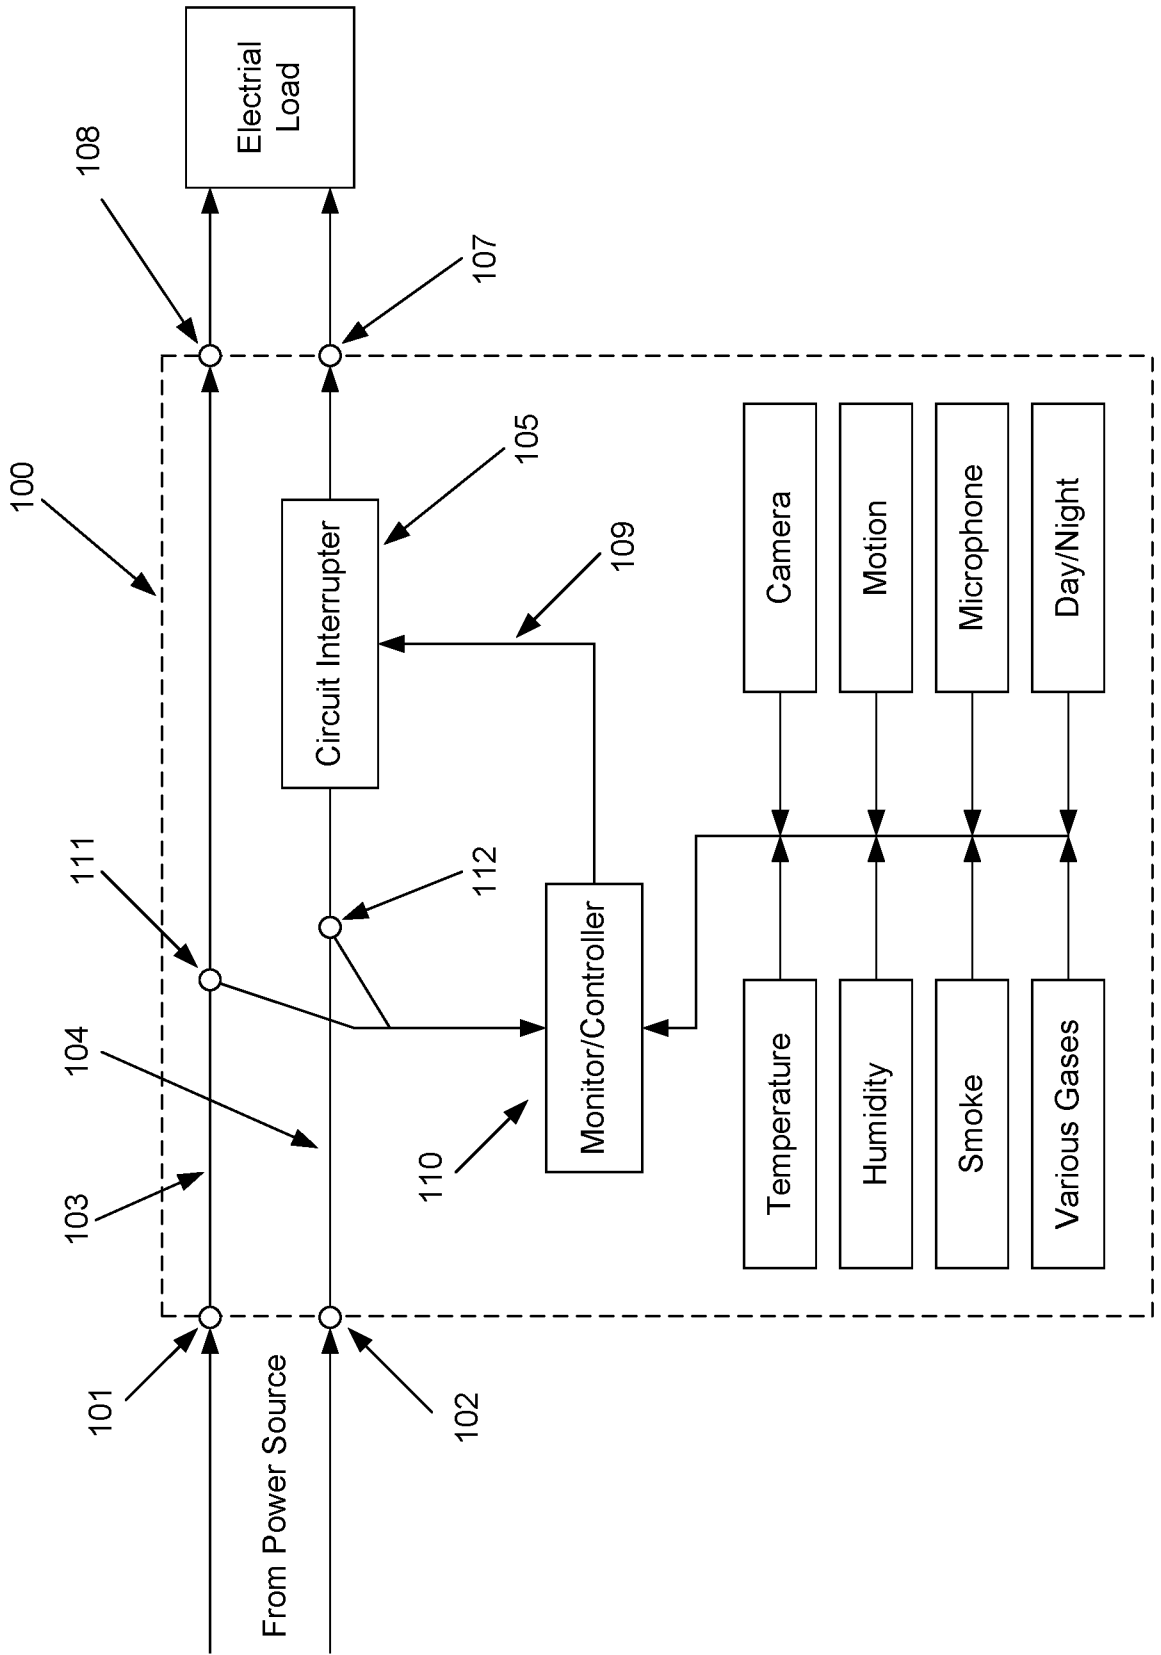 100
108
Electrial
Load
111
103
104
101
From Power Source
102
112
Circuit Interrupter
105
107
109
110
Monitor/Controller
Temperature
Camera
Humidity
Motion
Smoke
Microphone
Various Gases
Day/Night